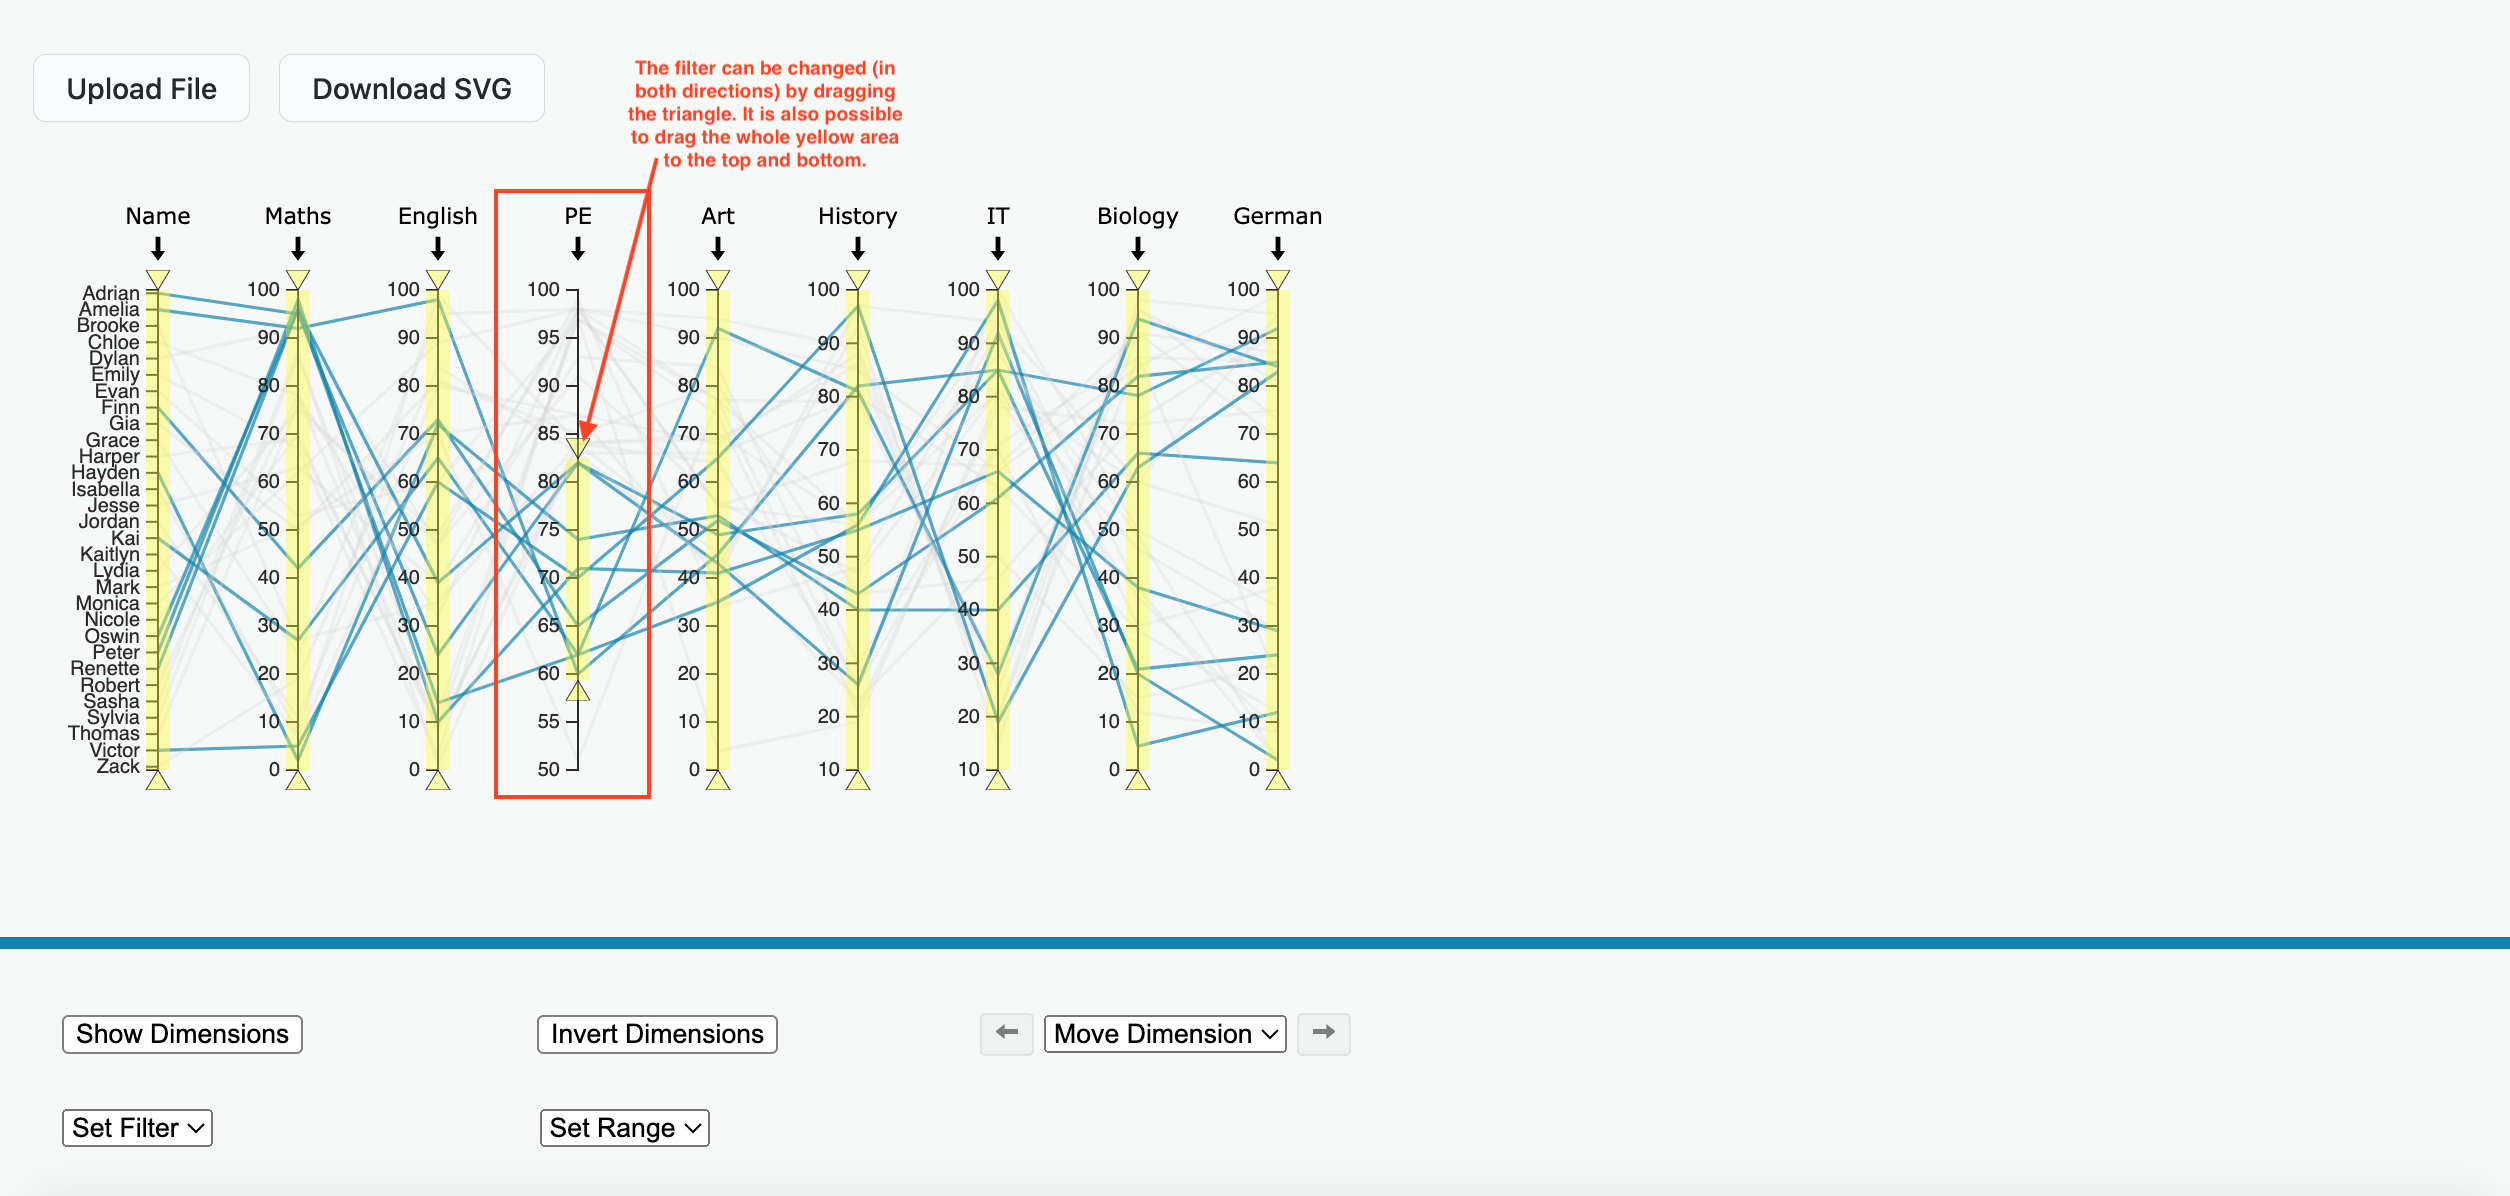 Upload File
Download SVG
The filter can be changed (in
both directions) by dragging
the triangle. It is also possible
to drag the whole yellow area
to the top and bottom.
Name
Maths
English
PE
Art
History
IT
Biology
German
Adrian
Amelia
Brooke
Chloe
Dylan
Emily
Evan
Finn
Gia
Grace
Harper
Hayden
Isabella
Jesse
Jordan
Kai
Kaitlyn
Lydia
Mark
Monica
Nicole
Oswin
Peter
Renette
Robert
Sasha
Sylvia
Thomas
Victor
Zack
100
90
80
70
60
50
40
30
20
10
0
100
90
80
70
60
50
40
30
20
10
0
100
95
90
85
80
75
70
65
60
55
50
100
90
80
70
60
50
40
30
20
10
0
100
90
80
70
60
50
40
30
20
10
100
90
80
70
60
50
40
30
20
10
100
90
80
70
60
50
40
30
20
10
0
100
90
80
70
60
50
40
30
20
10
0
Show Dimensions
Invert Dimensions
Move Dimension
Set Filter
Set Range